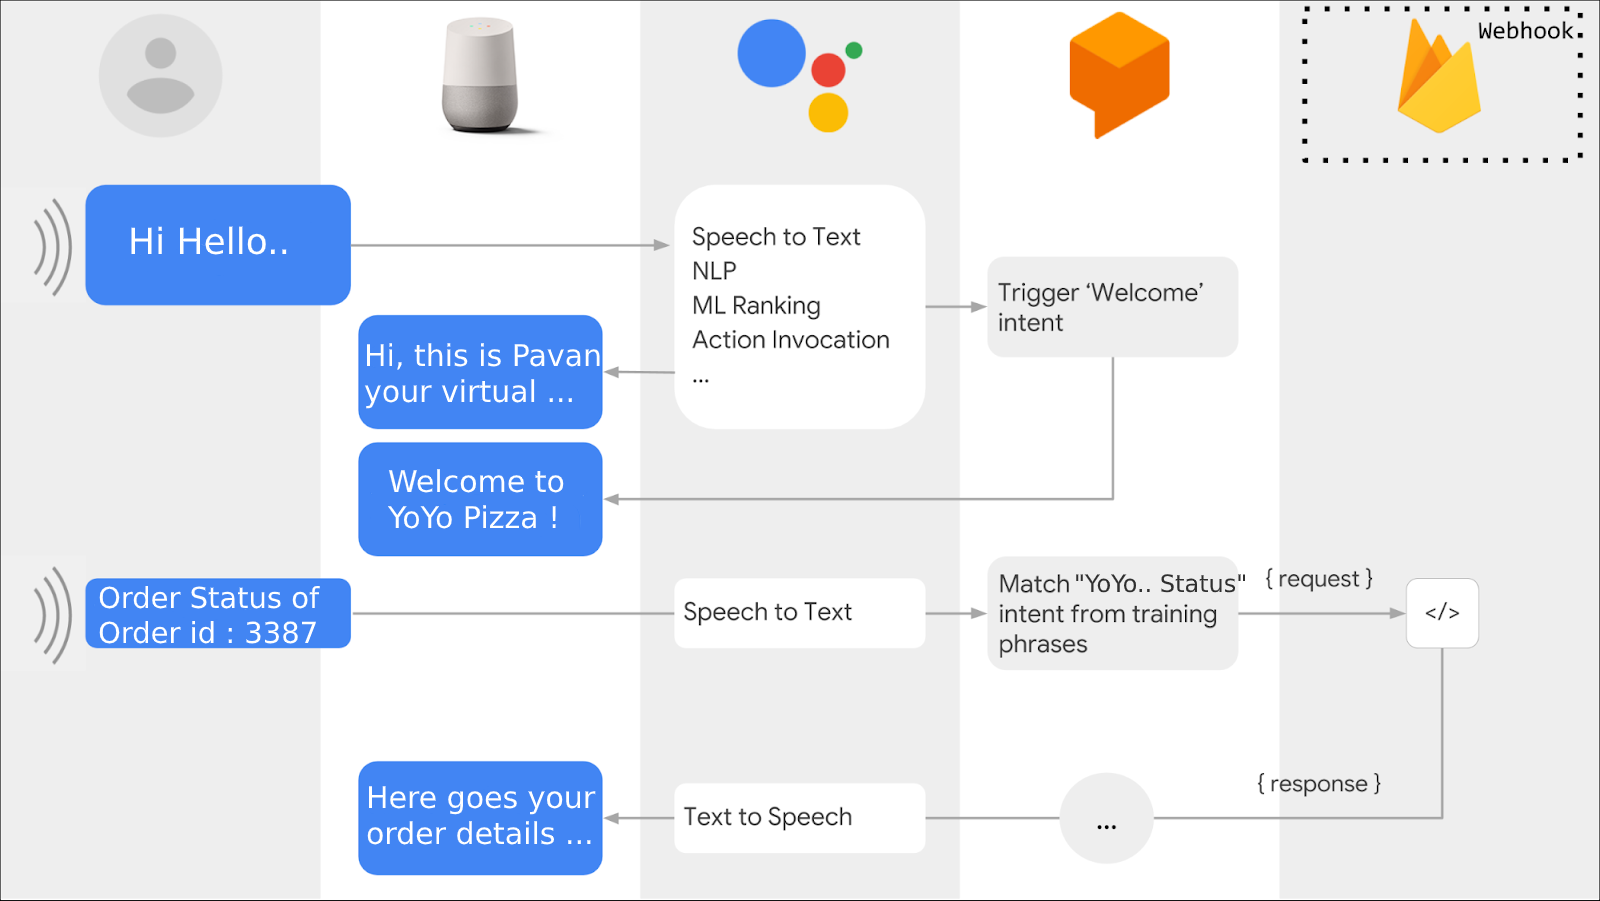 Webhook
Hi Hello..
Speech to Text
NLP
ML Ranking
Action Invocation
...
Trigger ‘Welcome’
intent
Hi, this is Pavan
your virtual ...
Welcome to
YoYo Pizza !
Order Status of
Order id : 3387
Speech to Text
Match "YoYo.. Status"
intent from training
phrases
{ request }
</>
Here goes your
order details ...
Text to Speech
...
{ response }